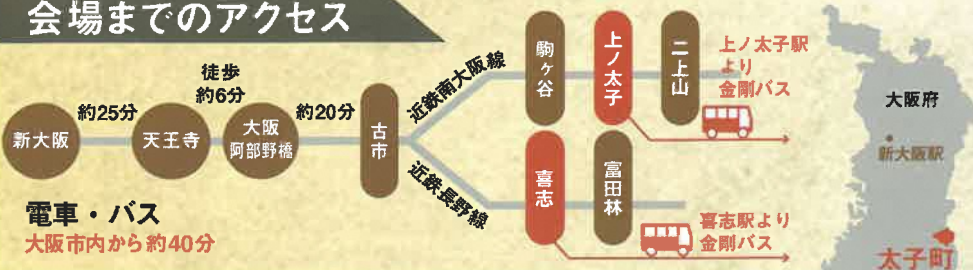 会場までのアクセス
新大阪
約25分
天王寺
徒歩
約6分
大阪
阿部野橋
約20分
古市
近鉄南大阪線
駒ヶ谷
上ノ太子
二上山
上ノ太子駅
より
金剛バス
近鉄長野線
喜志
富田林
喜志駅より
金剛バス
電車・バス
大阪市内から約40分
大阪府
新大阪駅
太子町